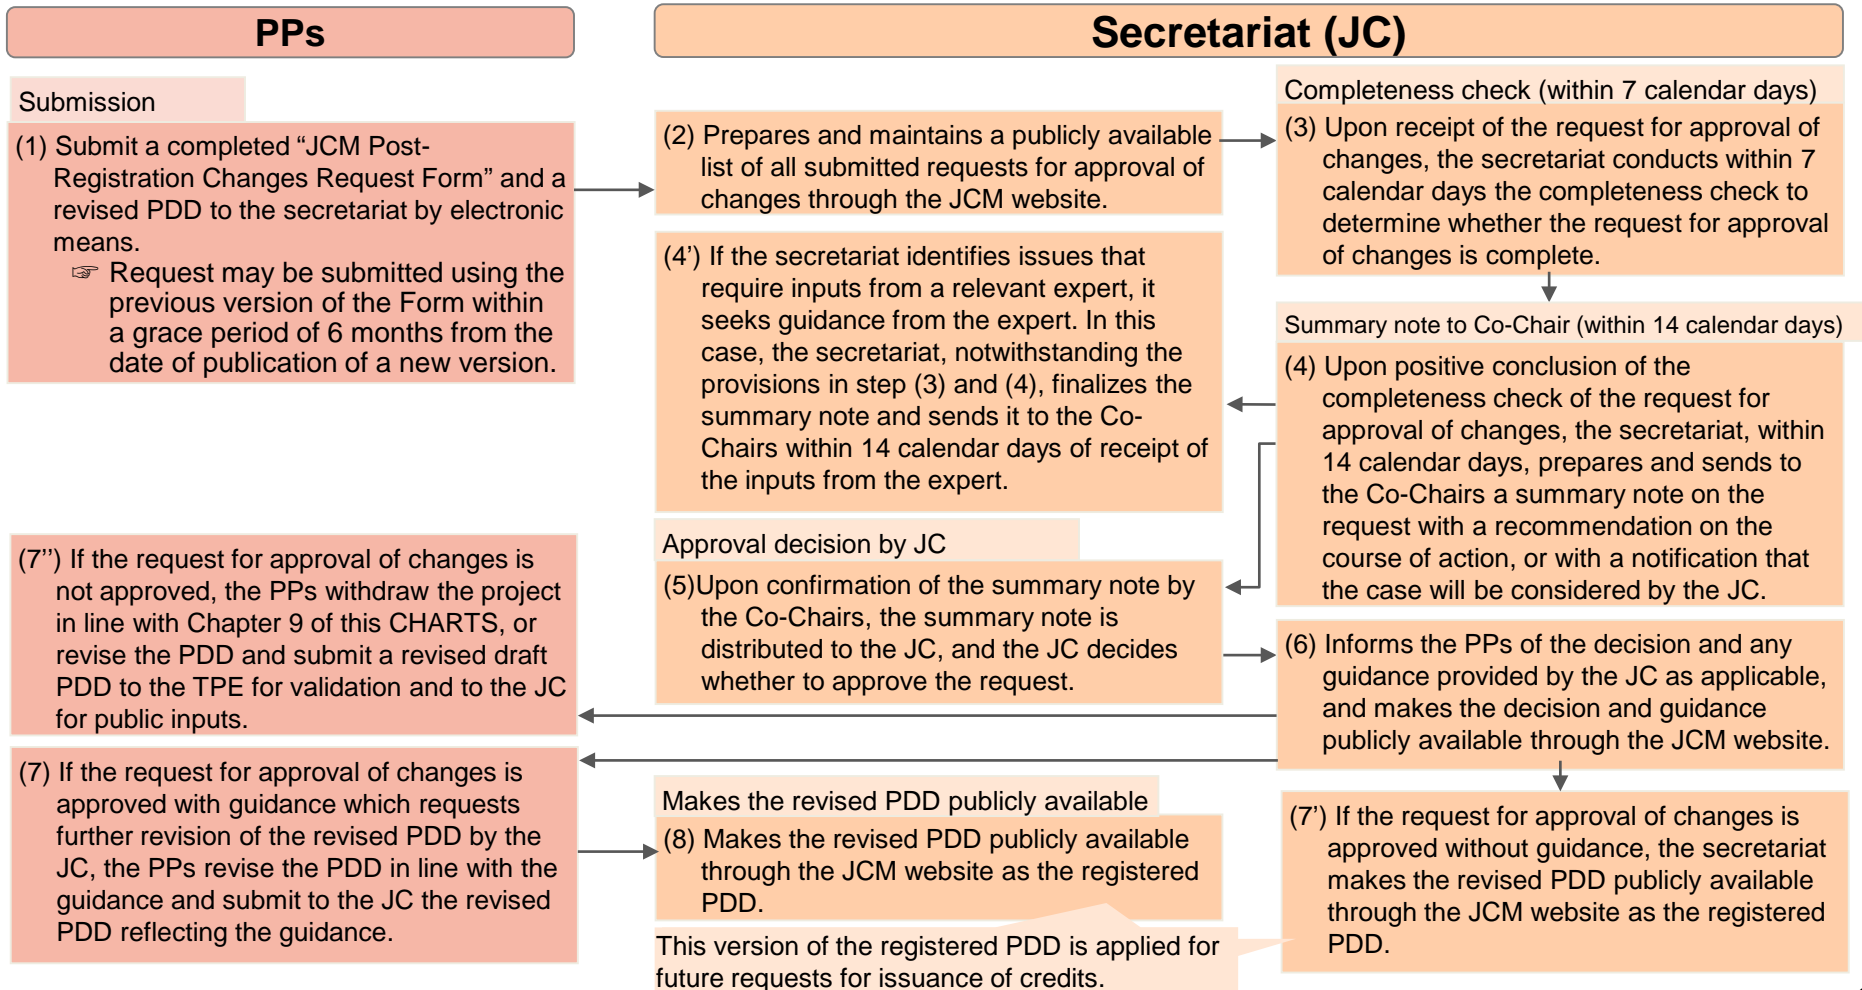 PPs
Secretariat (JC)
Submission
(1) Submit a completed “JCM Post-
Registration Changes Request Form” and a
revised PDD to the secretariat by electronic
means.
☞ Request may be submitted using the
previous version of the Form within
a grace period of 6 months from the
date of publication of a new version.
(2) Prepares and maintains a publicly available
list of all submitted requests for approval of
changes through the JCM website.
Completeness check (within 7 calendar days)
(3) Upon receipt of the request for approval of
changes, the secretariat conducts within 7
calendar days the completeness check to
determine whether the request for approval
of changes is complete.
(4’) If the secretariat identifies issues that
require inputs from a relevant expert, it
seeks guidance from the expert. In this
case, the secretariat, notwithstanding the
provisions in step (3) and (4), finalizes the
summary note and sends it to the Co-
Chairs within 14 calendar days of receipt of
the inputs from the expert.
Summary note to Co-Chair (within 14 calendar days)
(4) Upon positive conclusion of the
completeness check of the request for
approval of changes, the secretariat, within
14 calendar days, prepares and sends to
the Co-Chairs a summary note on the
request with a recommendation on the
course of action, or with a notification that
the case will be considered by the JC.
Approval decision by JC
(5)Upon confirmation of the summary note by
the Co-Chairs, the summary note is
distributed to the JC, and the JC decides
whether to approve the request.
(6) Informs the PPs of the decision and any
guidance provided by the JC as applicable,
and makes the decision and guidance
publicly available through the JCM website.
(7’’) If the request for approval of changes is
not approved, the PPs withdraw the project
in line with Chapter 9 of this CHARTS, or
revise the PDD and submit a revised draft
PDD to the TPE for validation and to the JC
for public inputs.
(7) If the request for approval of changes is
approved with guidance which requests
further revision of the revised PDD by the
JC, the PPs revise the PDD in line with the
guidance and submit to the JC the revised
PDD reflecting the guidance.
Makes the revised PDD publicly available
(8) Makes the revised PDD publicly available
through the JCM website as the registered
PDD.
This version of the registered PDD is applied for
future requests for issuance of credits.
(7’) If the request for approval of changes is
approved without guidance, the secretariat
makes the revised PDD publicly available
through the JCM website as the registered
PDD.